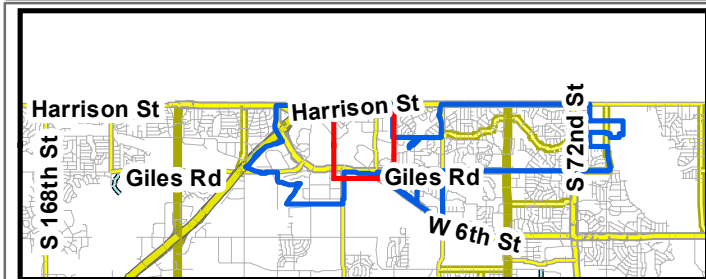 Harrison St
Harrison St
S 72nd St
S 168th St
Giles Rd
Giles Rd
W 6th St